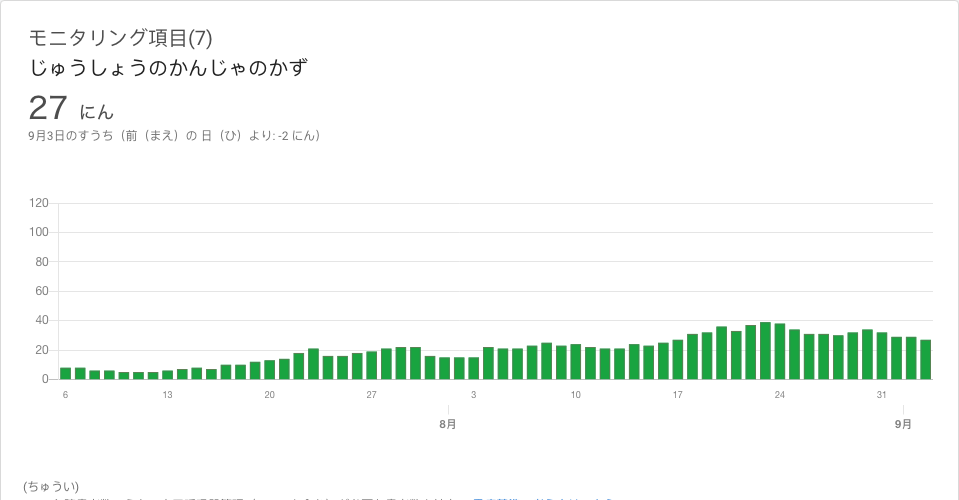 モニタリング項目(7)
じゅうしょうのかんじゃのかず
27 にん
9月3日のすうち（前（まえ）の 日（ひ）より: -2 にん）
120
100
80
60
40
20
0
6 13 20 27 3 10 17 24 31
8月 9月
(ちゅうい)